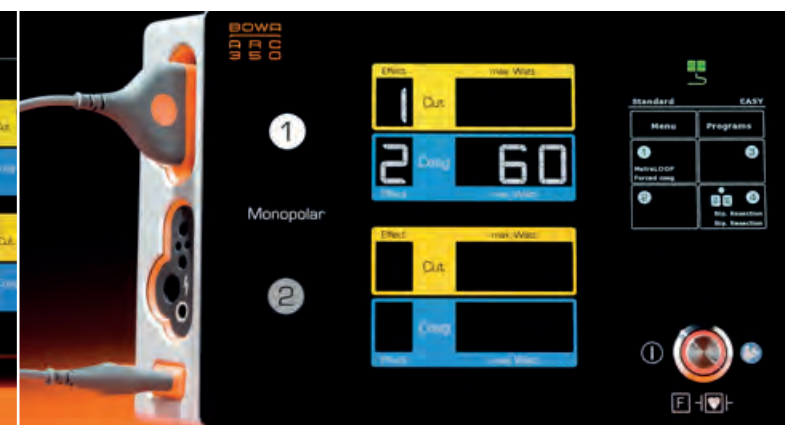 BOWA
ARC
350
Effect
max. Watt
1
Cut
1
2
Coag
60
Effect
max. Watt
Monopolar
Effect
max. Watt
Cut
2
Coag
Effect
max. Watt
Standard EASY
Menu Programs
1 3
MetraLOOP
Forced coag
2 4
Bip. Resection
Bip. Resection
F
Cut
Cut